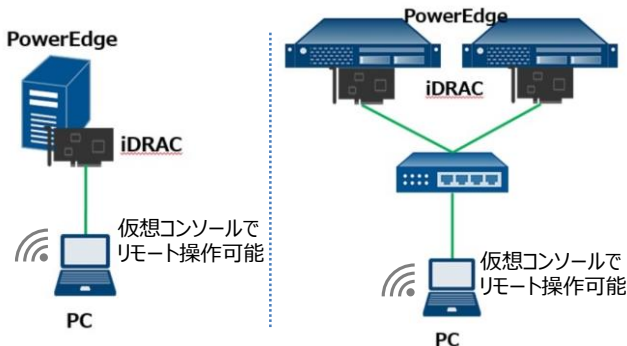 PowerEdge
iDRAC
仮想コンソールで
リモート操作可能
PC
PowerEdge
iDRAC
仮想コンソールで
リモート操作可能
PC